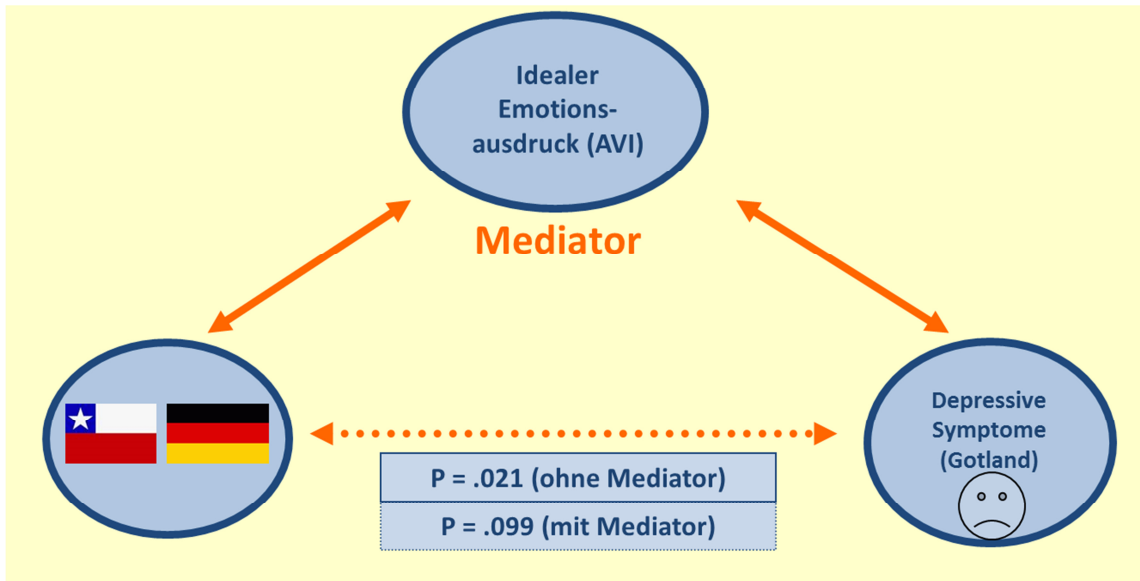 Idealer
Emotions-
ausdruck (AVI)
Mediator
Depressive
Symptome
(Gotland)
P = .021 (ohne Mediator)
P = .099 (mit Mediator)